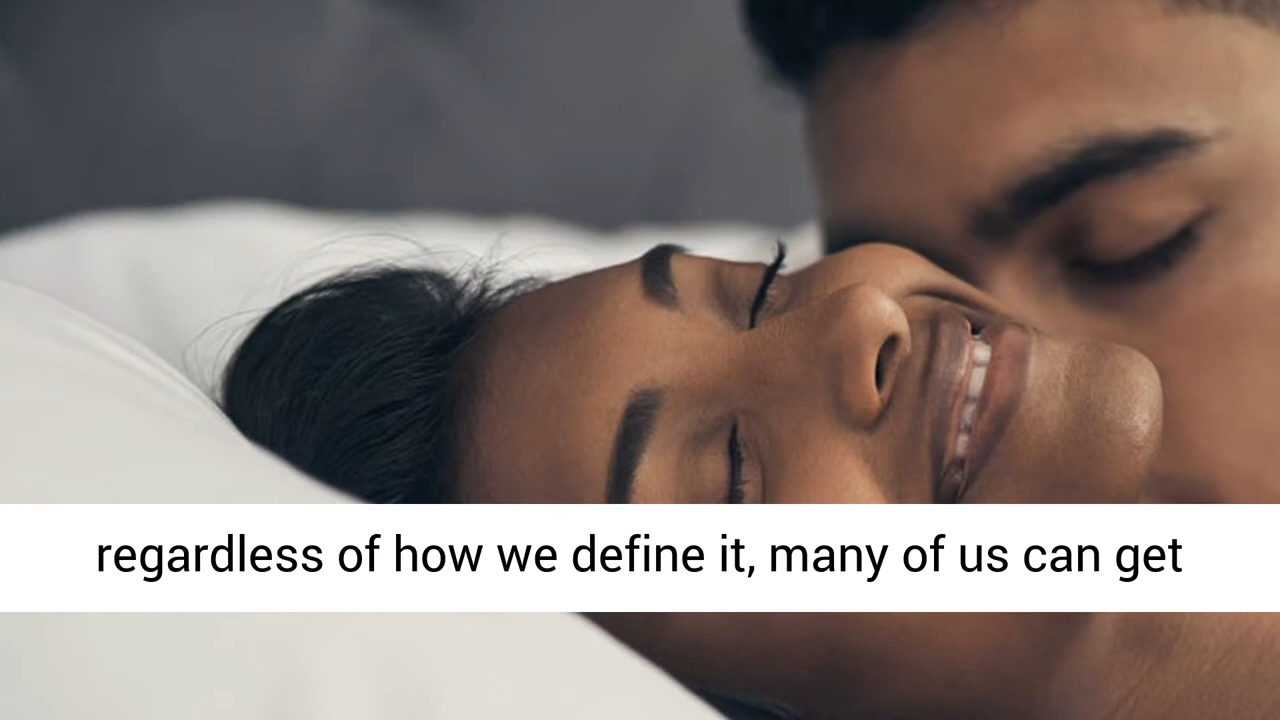 regardless of how we define it, many of us can get